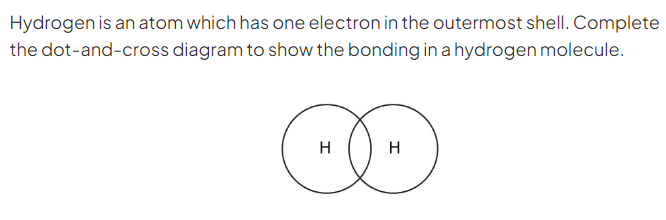 Hydrogen is an atom which has one electron in the outermost shell. Complete
the dot-and-cross diagram to show the bonding in a hydrogen molecule.
H H